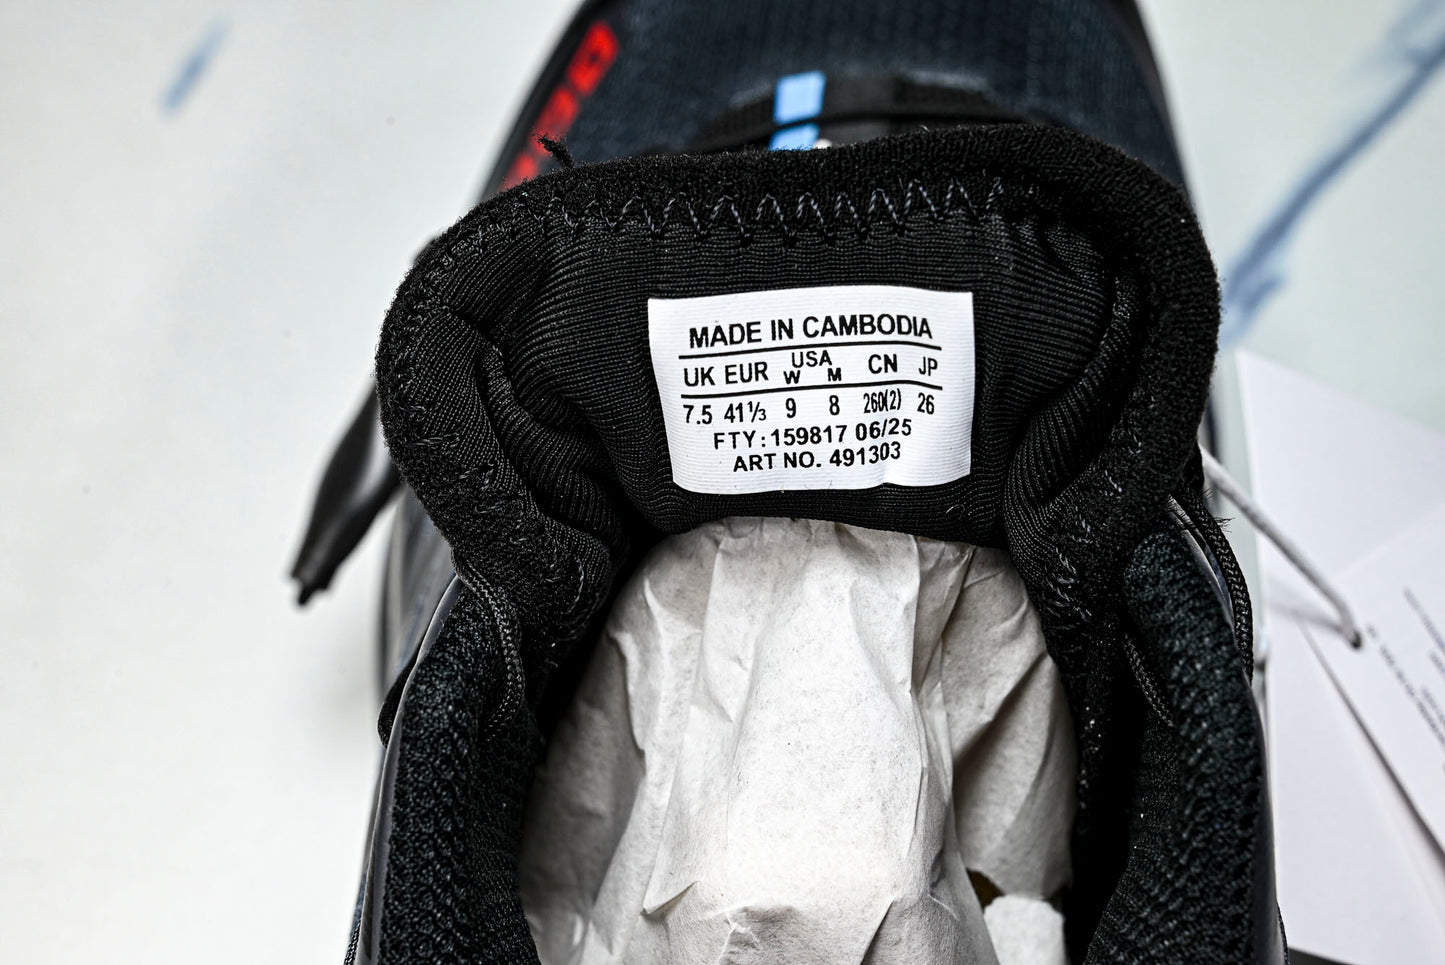 MADE IN CAMBODIA
UK EUR USA W M CN JP
7.5 41⅓ 9 8 260(2) 26
FTY: 159817 06/25
ART NO. 491303